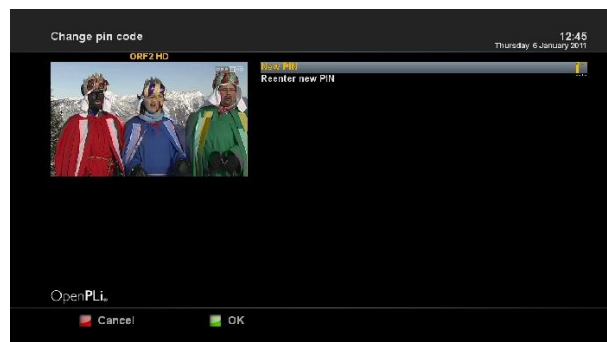 Change pin code
12:45
Thursday 6 January 2011
ORF2 HD
New PIN
Reenter new PIN
OpenPLi.
Cancel
OK